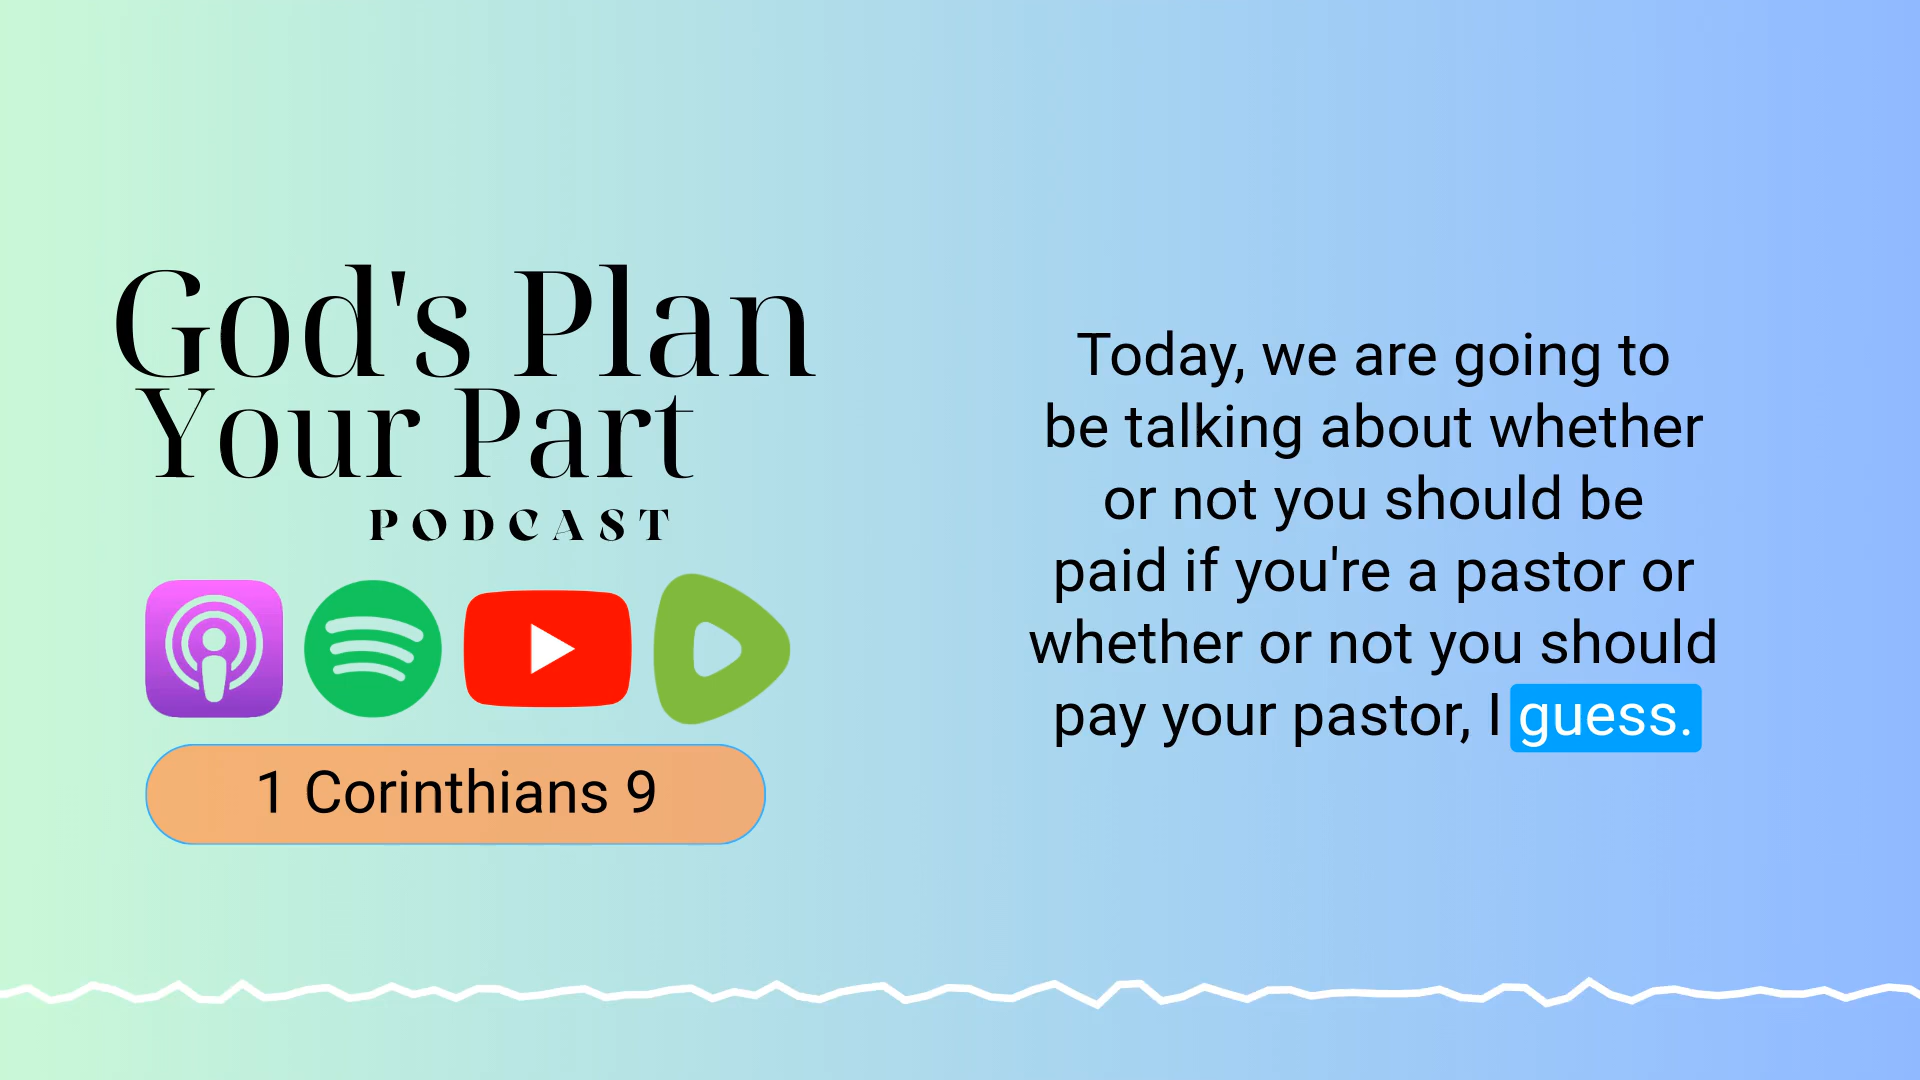 God's Plan
Your Part
PODCAST
1 Corinthians 9
Today, we are going to
be talking about whether
or not you should be
paid if you're a pastor or
whether or not you should
pay your pastor, I guess.